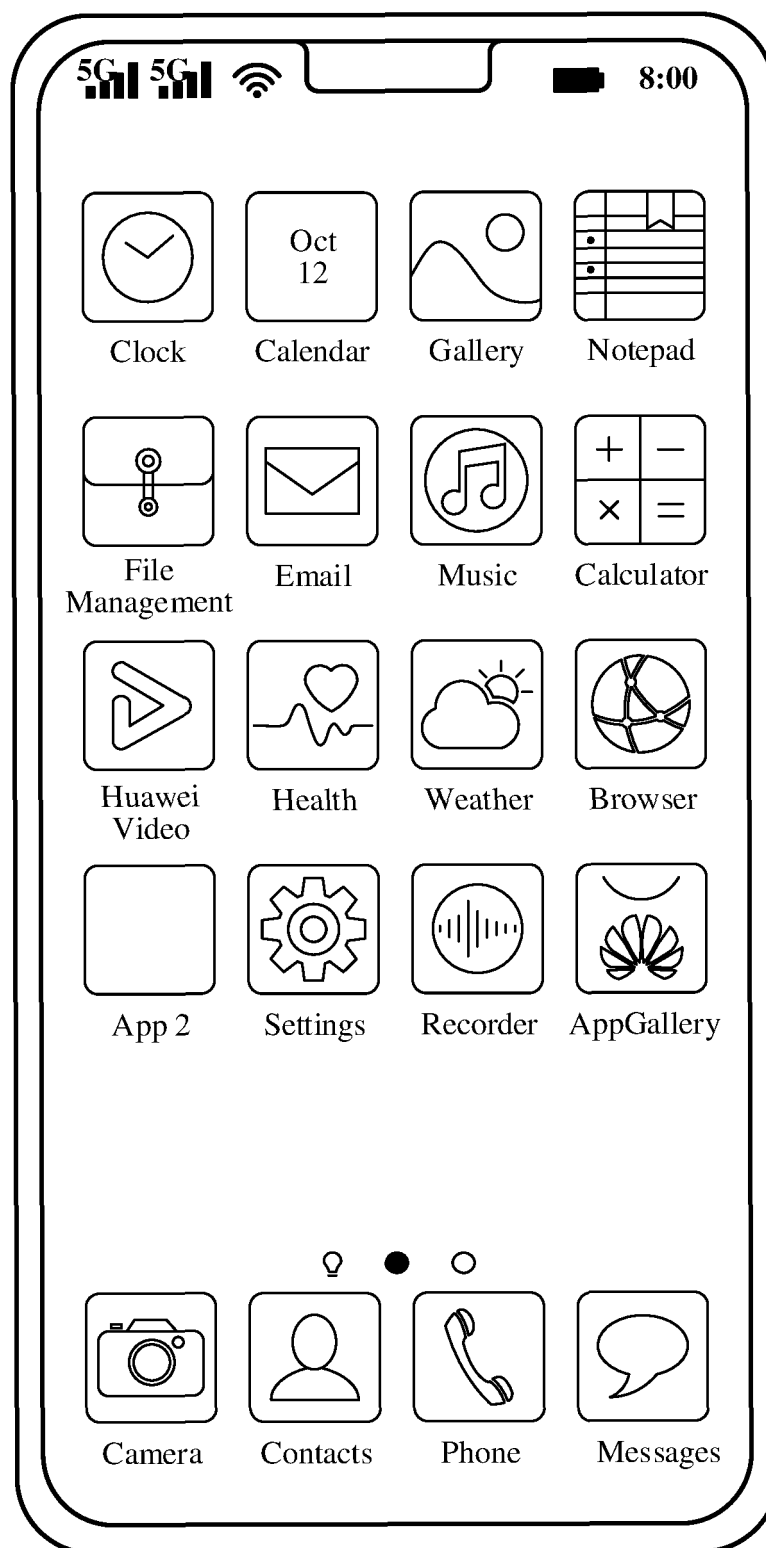 5G 5G 8:00
Oct
12
Clock Calendar Gallery Notepad
File
Management Email Music Calculator
Huawei
Video Health Weather Browser
App 2 Settings Recorder AppGallery
Camera Contacts Phone Messages